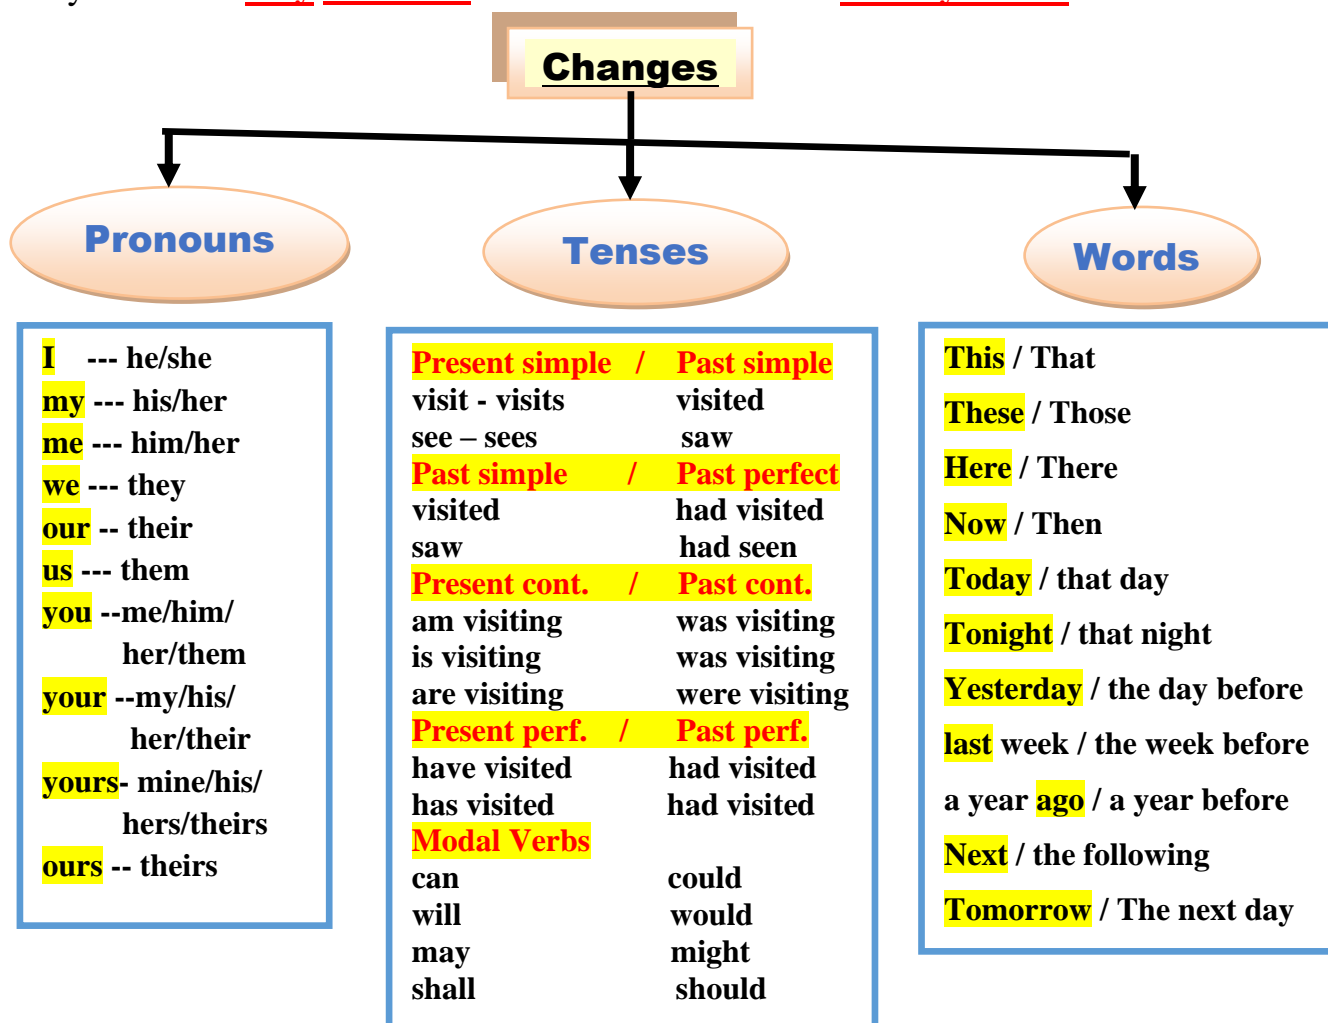 Changes
Pronouns
Tenses
Words
I --- he/she
my --- his/her
me --- him/her
we --- they
our -- their
us --- them
you --me/him/
her/them
your --my/his/
her/their
yours- mine/his/
hers/theirs
ours -- theirs
Present simple / Past simple
visit - visits visited
see – sees saw
Past simple / Past perfect
visited had visited
saw had seen
Present cont. / Past cont.
am visiting was visiting
is visiting was visiting
are visiting were visiting
Present perf. / Past perf.
have visited had visited
has visited had visited
Modal Verbs
can could
will would
may might
shall should
This / That
These / Those
Here / There
Now / Then
Today / that day
Tonight / that night
Yesterday / the day before
last week / the week before
a year ago / a year before
Next / the following
Tomorrow / The next day